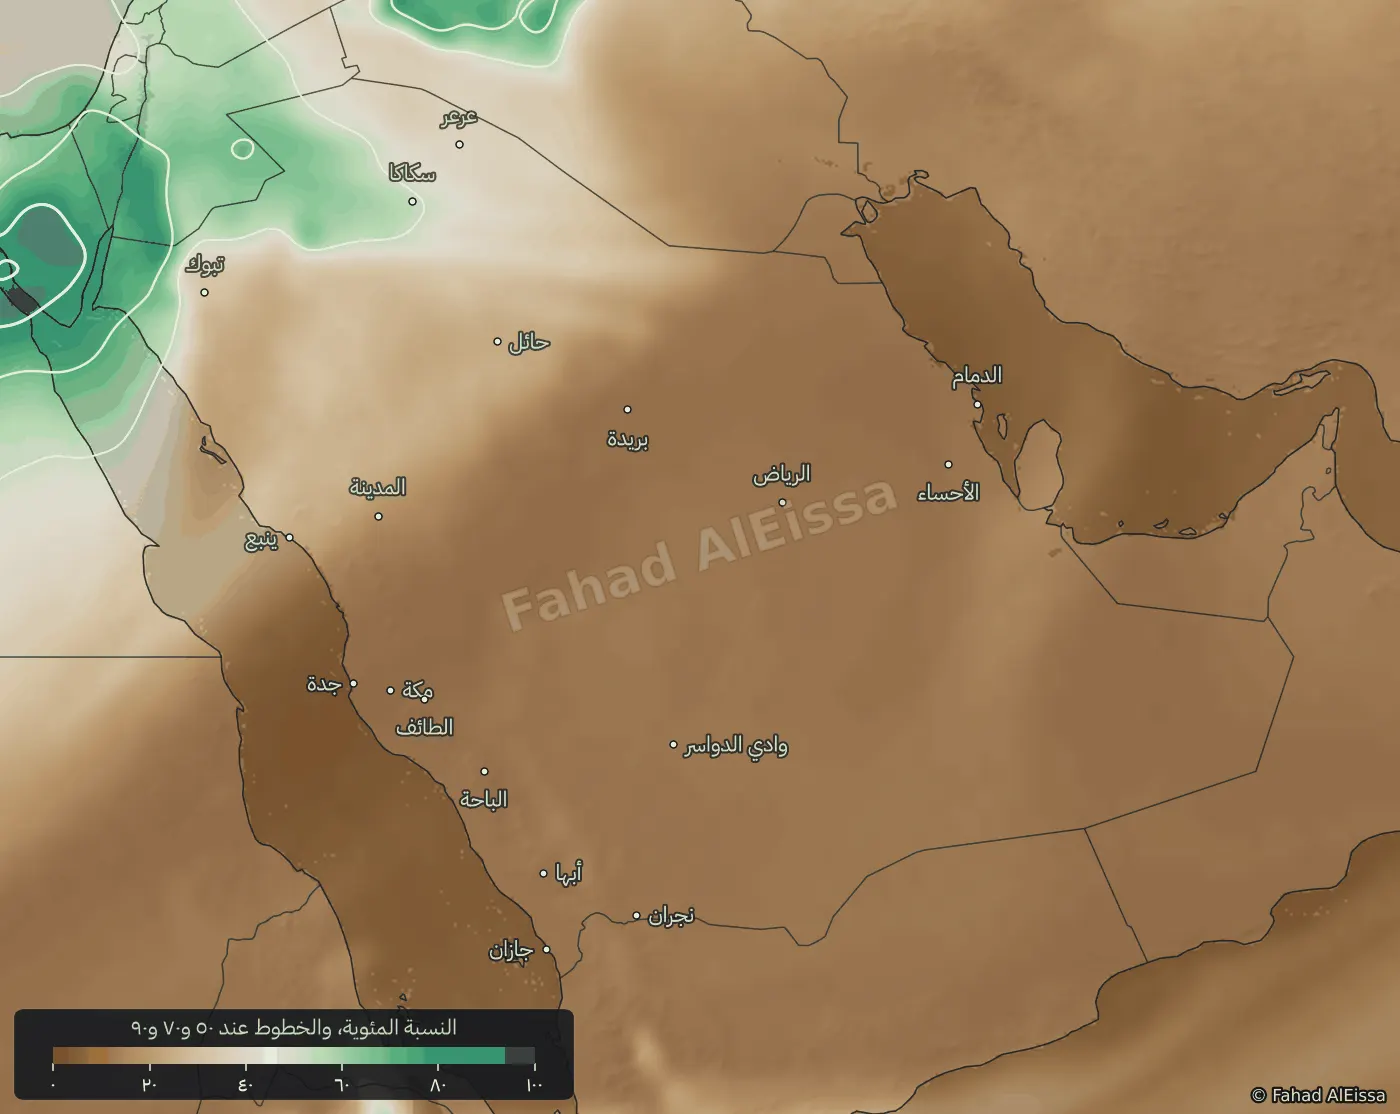 عرعر
سكاكا
تبوك
حائل
الدمام
بريدة
الرياض
الأحساء
المدينة
ينبع
Fahad AlEissa
جدة
مكة
الطائف
وادي الدواسر
الباحة
أبها
نجران
جازان
النسبة المئوية، والخطوط عند ٥٠ و٧٠ و٩٠
٠ ٢٠ ٤٠ ٦٠ ٨٠ ١٠٠
© Fahad AlEissa